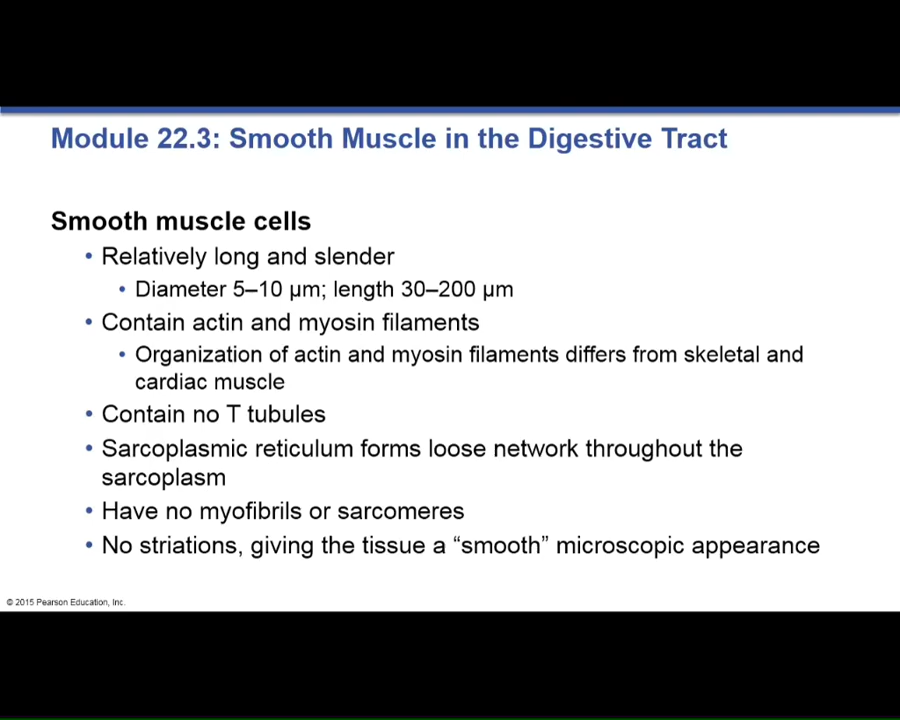 Module 22.3: Smooth Muscle in the Digestive Tract
Smooth muscle cells
• Relatively long and slender
• Diameter 5–10 μm; length 30–200 μm
• Contain actin and myosin filaments
• Organization of actin and myosin filaments differs from skeletal and
cardiac muscle
• Contain no T tubules
• Sarcoplasmic reticulum forms loose network throughout the
sarcoplasm
• Have no myofibrils or sarcomeres
• No striations, giving the tissue a “smooth” microscopic appearance
© 2015 Pearson Education, Inc.